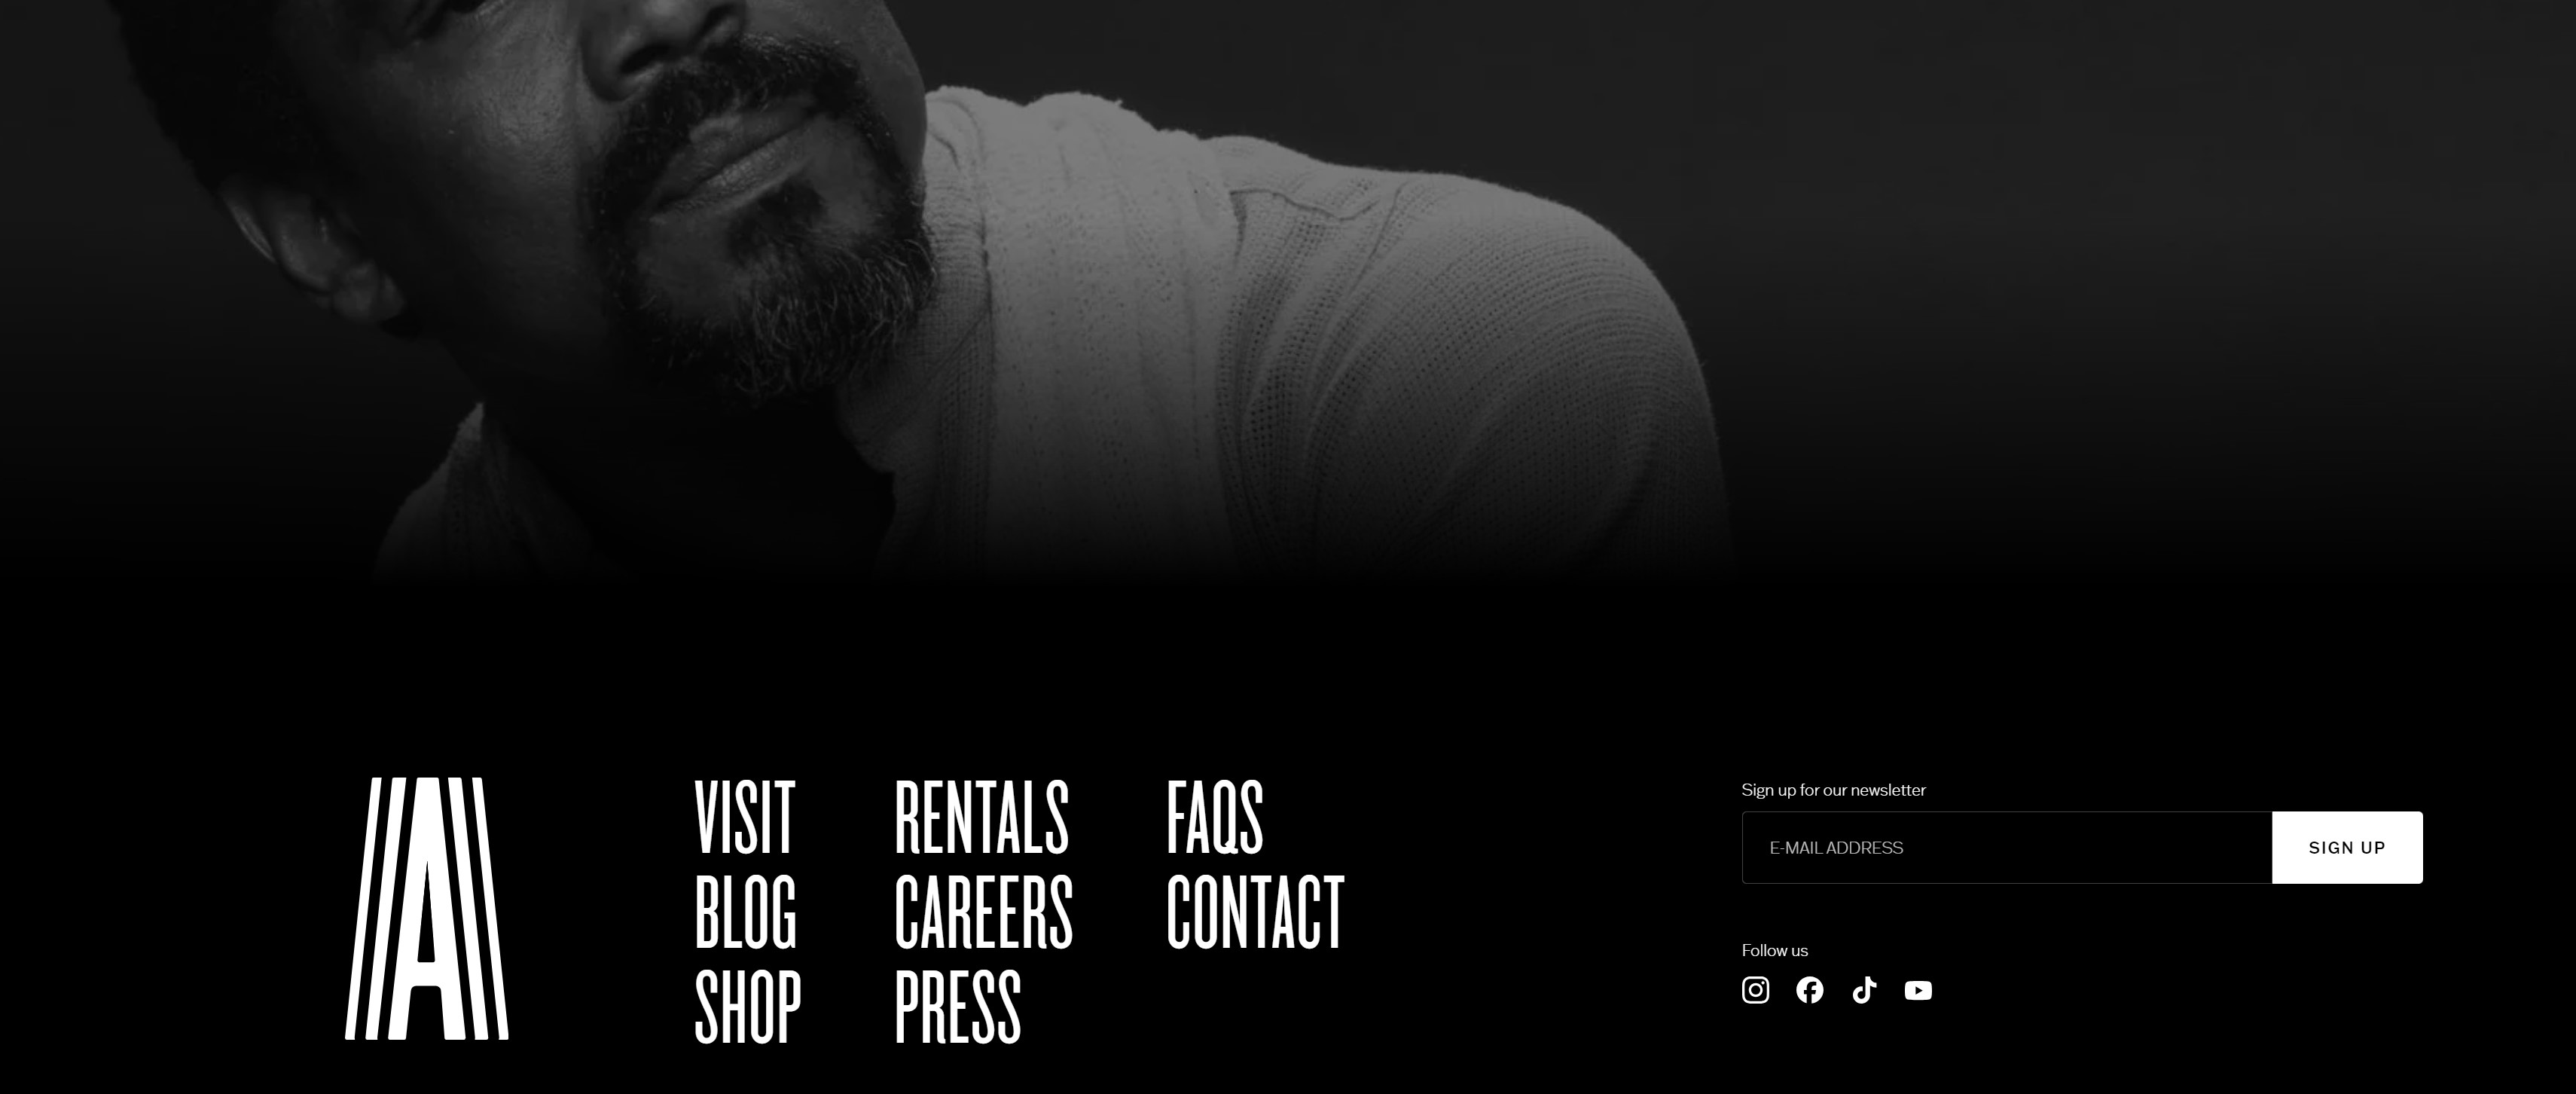 A
VISIT
BLOG
SHOP
RENTALS
CAREERS
PRESS
FAQS
CONTACT
Sign up for our newsletter
E-MAIL ADDRESS
SIGN UP
Follow us